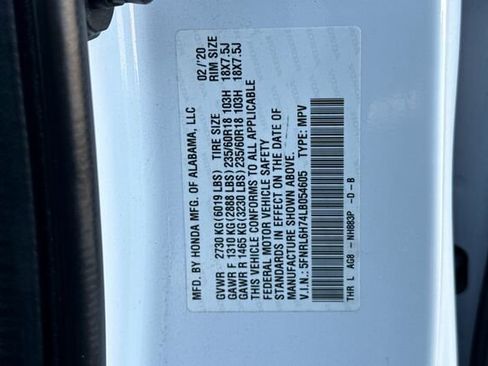 MFD. BY HONDA MFG. OF ALABAMA, LLC 02/'20
GVWR 2730 KG (6019 LBS) TIRE SIZE RIM SIZE
GAWR F 1310 KG (2888 LBS) 235/60R18 103H 18X7.5J
GAWR R 1465 KG (3230 LBS) 235/60R18 103H 18X7.5J
THIS VEHICLE CONFORMS TO ALL APPLICABLE
FEDERAL MOTOR VEHICLE SAFETY
STANDARDS IN EFFECT ON THE DATE OF
MANUFACTURE SHOWN ABOVE.
V.I.N.: 5FNRL6H74LB054605 TYPE: MPV
THR L AG8 -NH883P -D -B